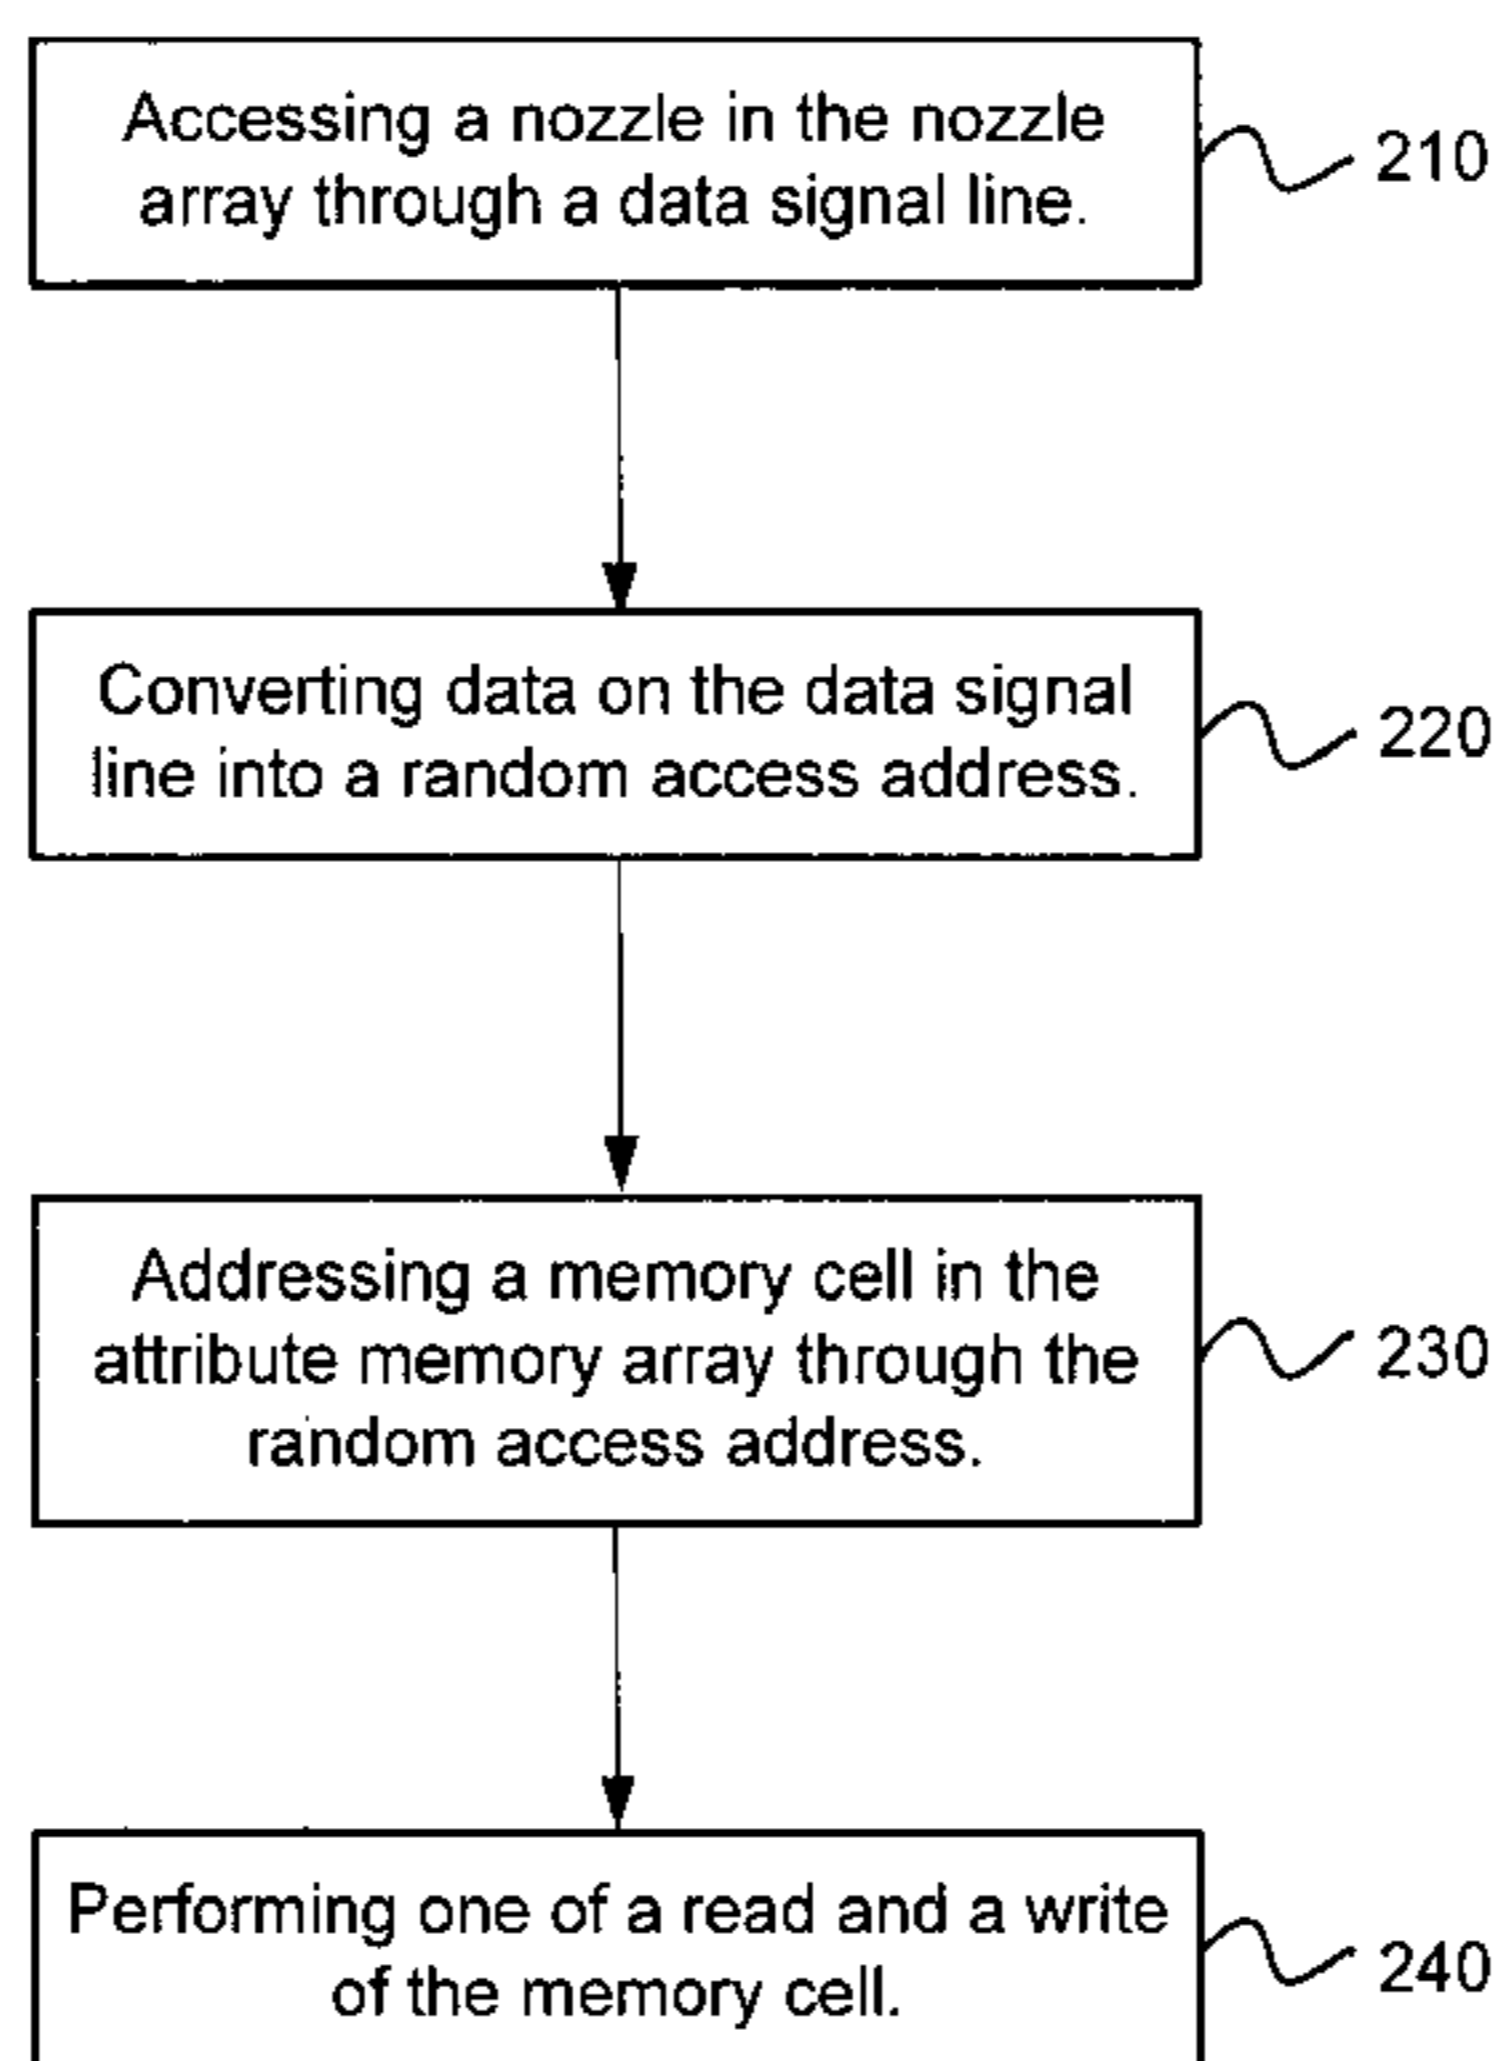 Accessing a nozzle in the nozzle
array through a data signal line.
210
Converting data on the data signal
line into a random access address.
220
Addressing a memory cell in the
attribute memory array through the
random access address.
230
Performing one of a read and a write
of the memory cell.
240